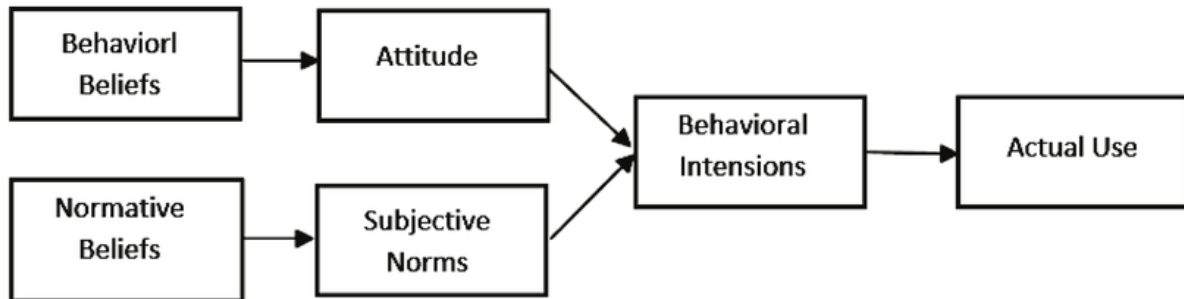 Behaviorl
Beliefs
Attitude
Behavioral
Intensions
Actual Use
Normative
Beliefs
Subjective
Norms